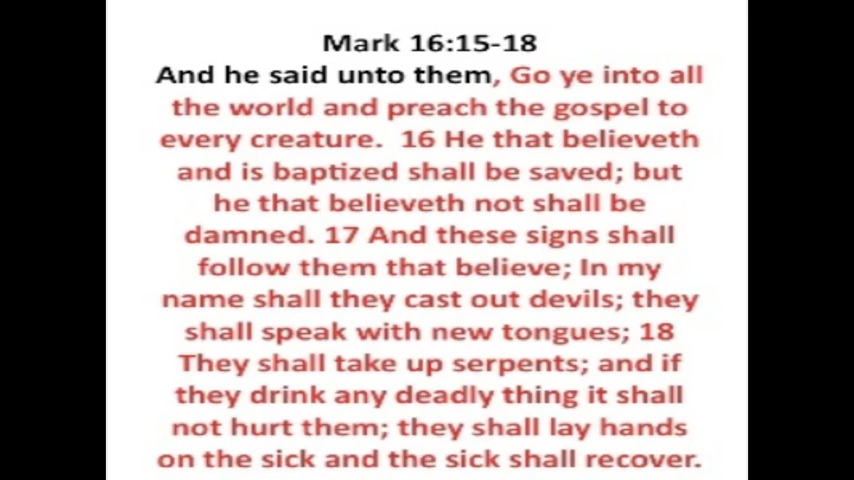 Mark 16:15-18
And he said unto them, Go ye into all
the world and preach the gospel to
every creature.  16 He that believeth
and is baptized shall be saved; but
he that believeth not shall be
damned. 17 And these signs shall
follow them that believe; In my
name shall they cast out devils; they
shall speak with new tongues; 18
They shall take up serpents; and if
they drink any deadly thing it shall
not hurt them; they shall lay hands
on the sick and the sick shall recover.